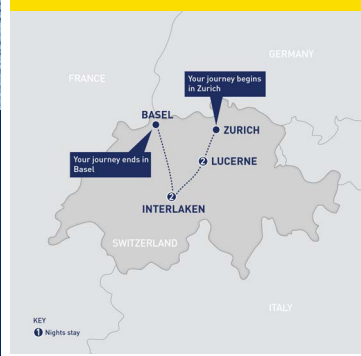 GERMANY
FRANCE
Your journey begins
in Zurich
BASEL
ZURICH
Your journey ends in
Basel
2 LUCERNE
2
INTERLAKEN
SWITZERLAND
ITALY
KEY
1 Nights stay